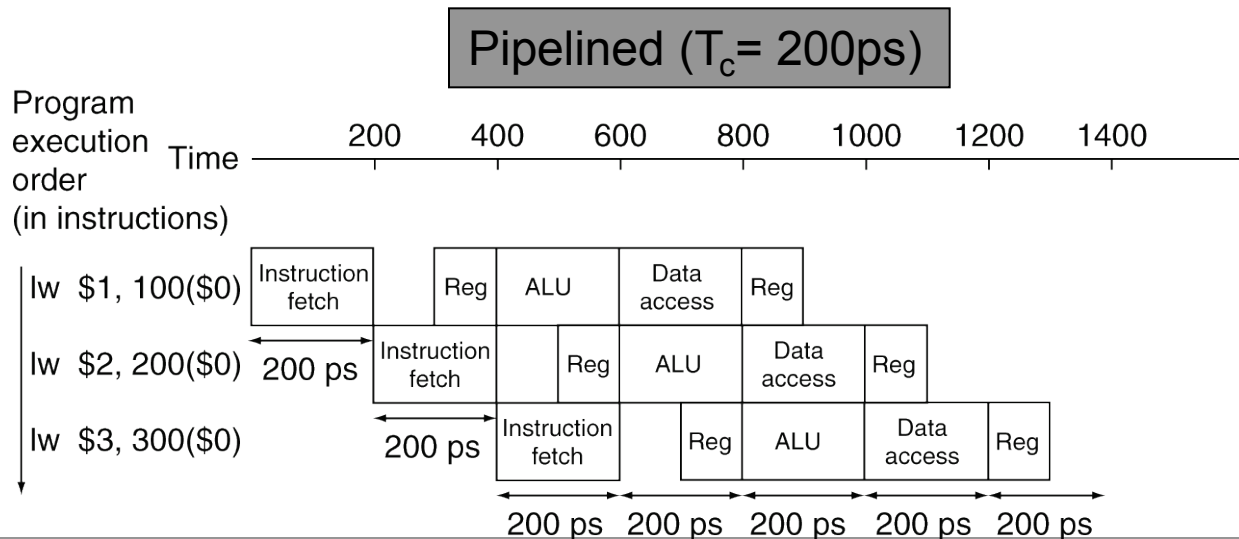 Pipelined (Tc= 200ps)
Program
execution
order
(in instructions)
Time
200 400 600 800 1000 1200 1400
lw $1, 100($0)
Instruction
fetch
Reg
ALU
Data
access
Reg
200 ps
lw $2, 200($0)
Instruction
fetch
Reg
ALU
Data
access
Reg
200 ps
lw $3, 300($0)
Instruction
fetch
Reg
ALU
Data
access
Reg
200 ps 200 ps 200 ps 200 ps 200 ps